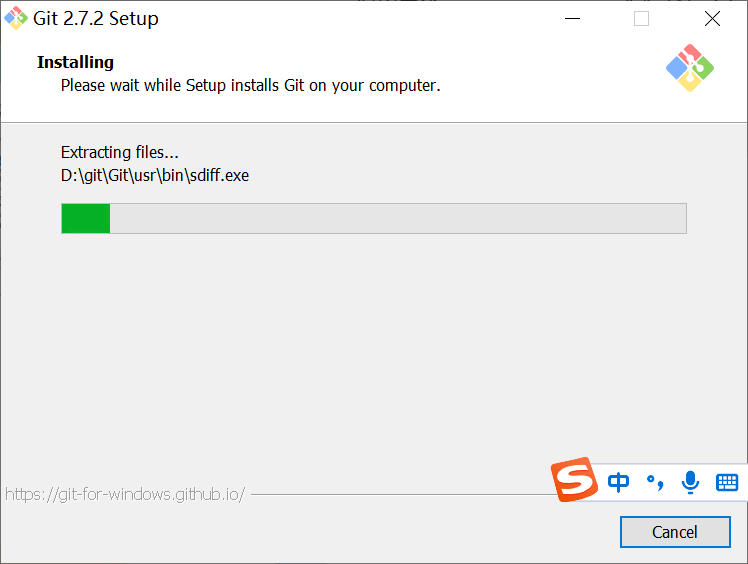 Git 2.7.2 Setup
Installing
Please wait while Setup installs Git on your computer.
Extracting files...
D:\git\Git\usr\bin\sdiff.exe
https://git-for-windows.github.io/
中 °,
Cancel